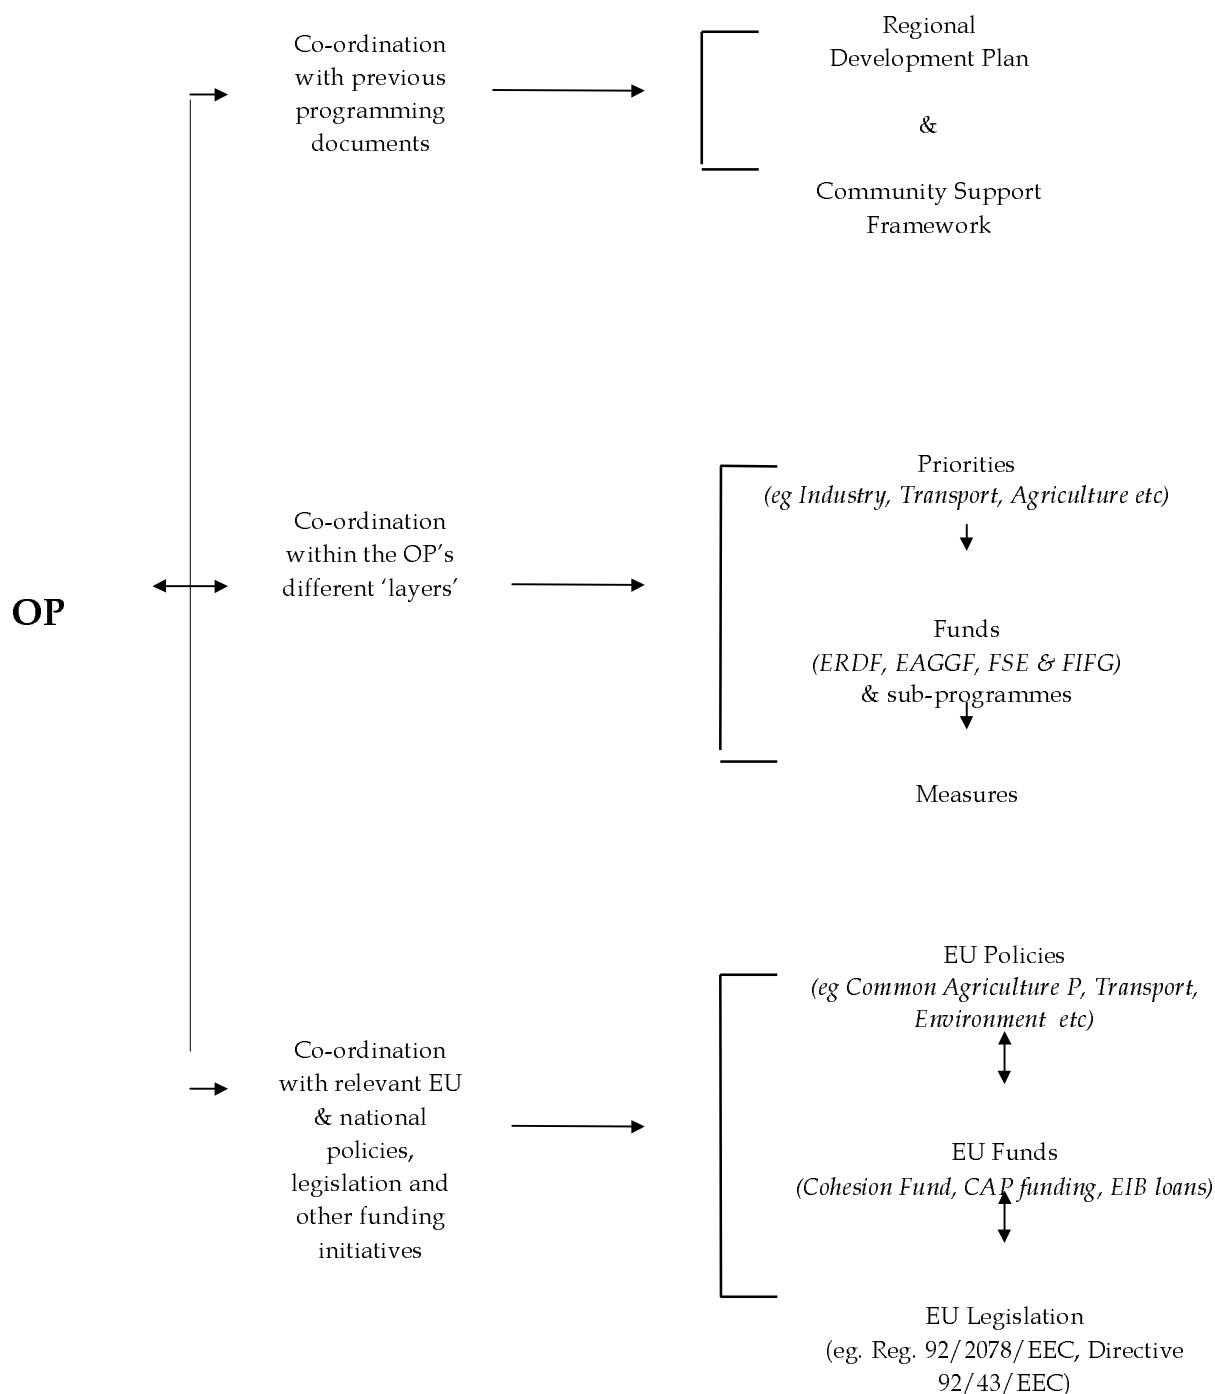 Co-ordination
with previous
programming
documents
Regional
Development Plan
&
Community Support
Framework
OP
Co-ordination
within the OP’s
different ‘layers’
Priorities
(eg Industry, Transport, Agriculture etc)
Funds
(ERDF, EAGGF, FSE & FIFG)
& sub-programmes
Measures
Co-ordination
with relevant EU
& national
policies,
legislation and
other funding
initiatives
EU Policies
(eg Common Agriculture P, Transport,
Environment etc)
EU Funds
(Cohesion Fund, CAP funding, EIB loans)
EU Legislation
(eg. Reg. 92/2078/EEC, Directive
92/43/EEC)